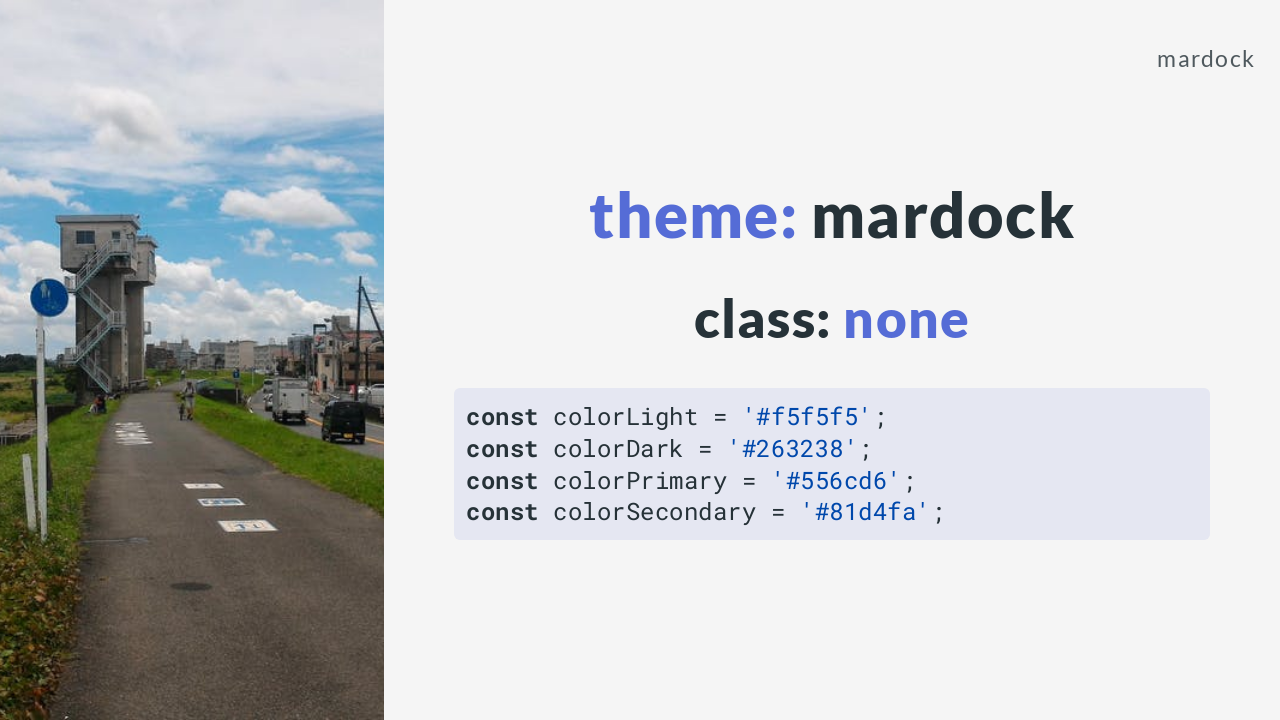 mardock
theme: mardock
class: none
const colorLight = '#f5f5f5';
const colorDark = '#263238';
const colorPrimary = '#556cd6';
const colorSecondary = '#81d4fa';